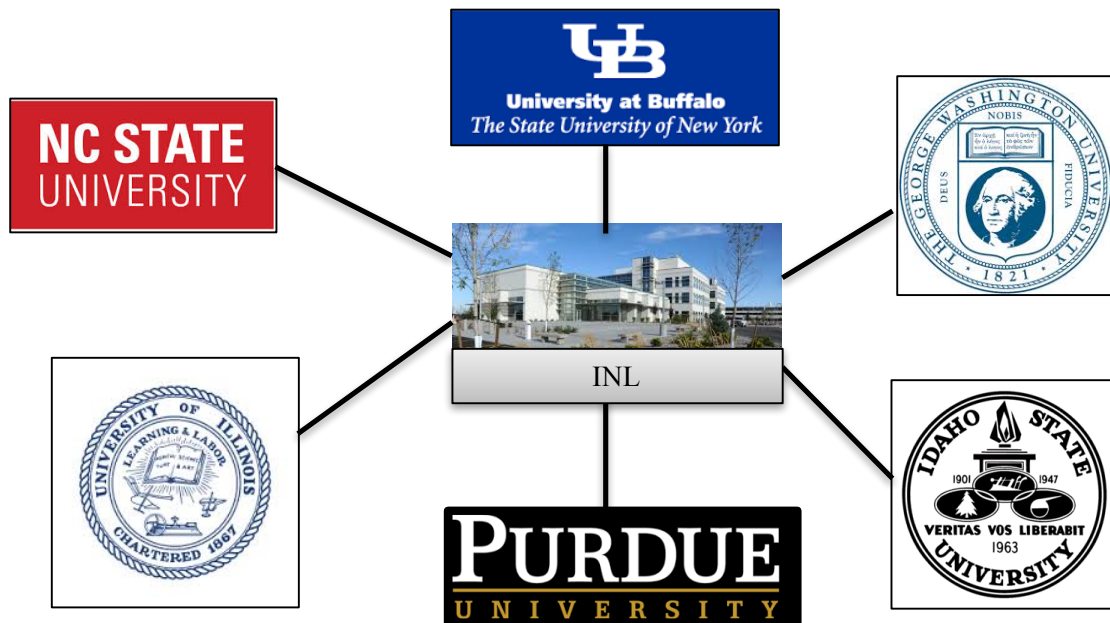 UB
University at Buffalo
The State University of New York
NC STATE
UNIVERSITY
THE GEORGE WASHINGTON UNIVERSITY
NOBIS
DEUS
FIDUCIA
· 1821 ·
INL
UNIVERSITY OF ILLINOIS
LEARNING & LABOR
CHARTERED 1867
IDAHO STATE
1901 1947
VERITAS VOS LIBERABIT
1963
UNIVERSITY
PURDUE
UNIVERSITY